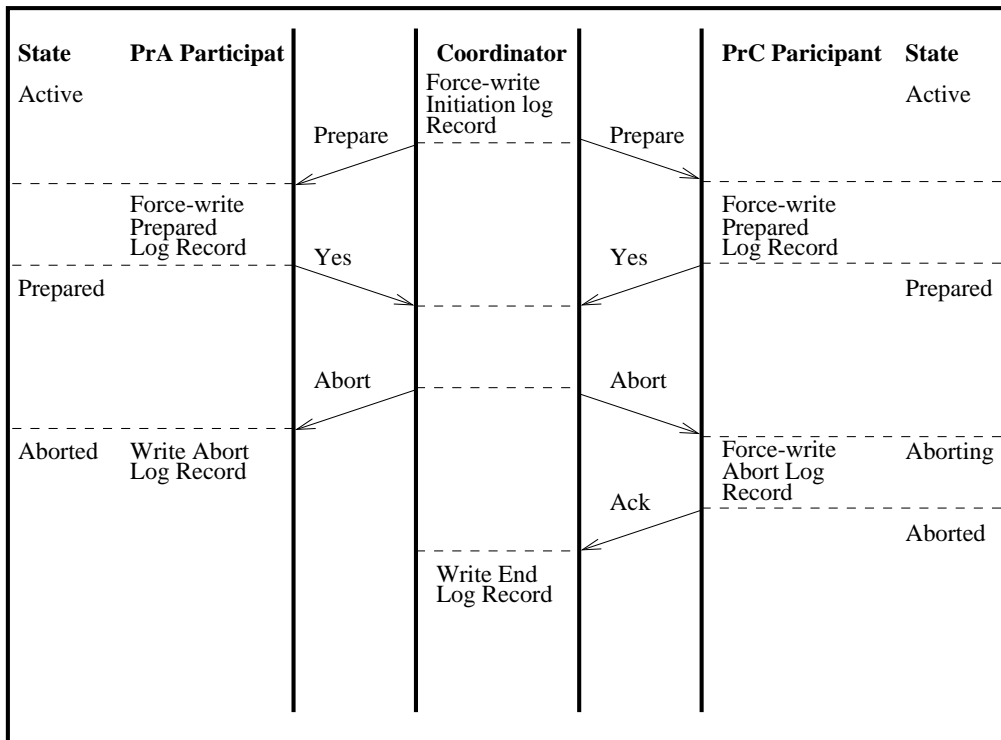 State PrA Participat Coordinator PrC Paricipant State
Active Force-write Active
Initiation log
Record
Prepare Prepare
Force-write Force-write
Prepared Prepared
Log Record Log Record
Yes Yes
Prepared Prepared
Abort Abort
Aborted Write Abort Force-write Aborting
Log Record Abort Log
Record
Ack
Aborted
Write End
Log Record